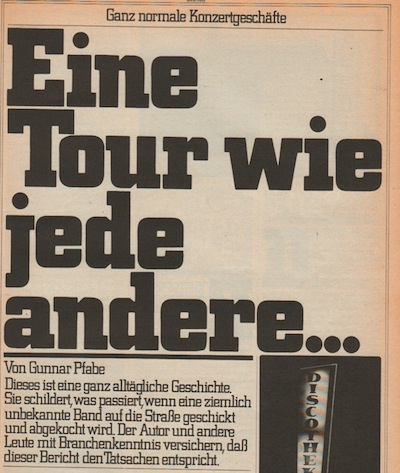 Ganz normale Konzertgeschäfte
Eine
Tour wie
jede
andere...
Von Gunnar Pfabe
Dieses ist eine ganz alltägliche Geschichte.
Sie schildert, was passiert, wenn eine ziemlich
unbekannte Band auf die Straße geschickt
und abgekocht wird. Der Autor und andere
Leute mit Branchenkenntnis versichern, daß
dieser Bericht den Tatsachen entspricht.
DISCOTHE